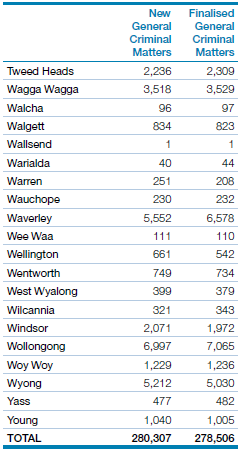 New Finalised
General General
Criminal Criminal
Matters Matters
Tweed Heads 2,236 2,309
Wagga Wagga 3,518 3,529
Walcha 96 97
Walgett 834 823
Wallsend 1 1
Warialda 40 44
Warren 251 208
Wauchope 230 232
Waverley 5,552 6,578
Wee Waa 111 110
Wellington 661 542
Wentworth 749 734
West Wyalong 399 379
Wilcannia 321 343
Windsor 2,071 1,972
Wollongong 6,997 7,065
Woy Woy 1,229 1,236
Wyong 5,212 5,030
Yass 477 482
Young 1,040 1,005
TOTAL 280,307 278,506